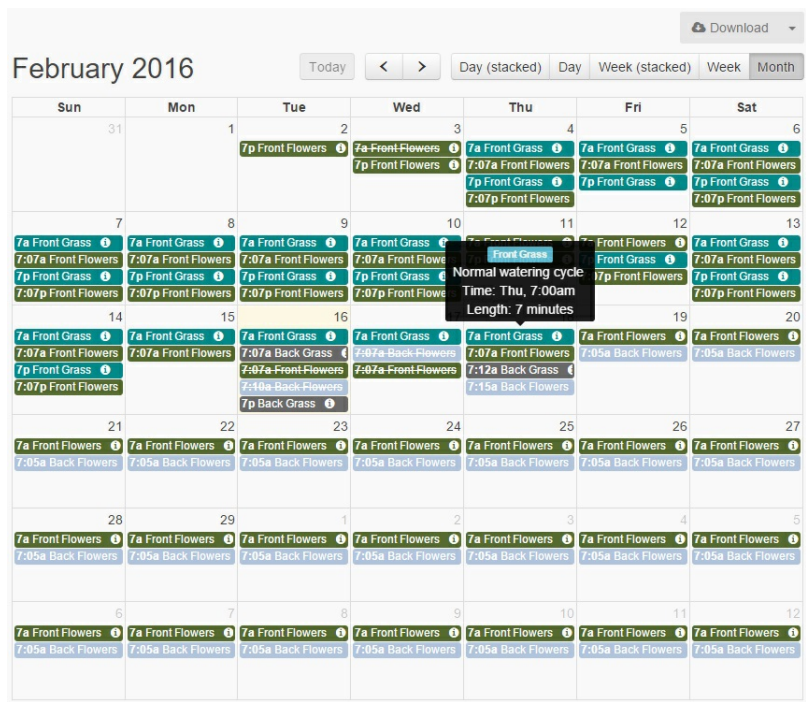 Download
February 2016
Today < > Day (stacked) Day Week (stacked) Week Month
Sun Mon Tue Wed Thu Fri Sat
31 1 2 3 4 5 6
7p Front Flowers 7a Front Flowers 7a Front Grass 7a Front Grass 7a Front Grass
7p Front Flowers 7:07a Front Flowers 7:07a Front Flowers 7:07a Front Flowers
7p Front Grass 7p Front Grass 7p Front Grass
7:07p Front Flowers 7:07p Front Flowers
7 8 9 10 11 12 13
7a Front Grass 7a Front Grass 7a Front Grass 7a Front Grass 7a Front Flowers 7a Front Flowers 7a Front Grass
7:07a Front Flowers 7:07a Front Flowers 7:07a Front Flowers 7:07a Front Flowers Front Grass 7:07a Front Flowers
7p Front Grass 7p Front Grass 7p Front Grass 7p Front Grass Front Flowers 7p Front Grass
7:07p Front Flowers 7:07p Front Flowers 7:07p Front Flowers 7:07p Front Flowers 7:07p Front Flowers
Front Grass
Normal watering cycle
Time: Thu, 7:00am
Length: 7 minutes
14 15 16 19 20
7a Front Grass 7a Front Grass 7a Front Grass 7a Front Grass 7a Front Grass 7a Front Flowers 7a Front Flowers
7:07a Front Flowers 7:07a Front Flowers 7:07a Back Grass 7:07a Back Flowers 7:07a Front Flowers 7:05a Back Flowers 7:05a Back Flowers
7p Front Grass 7:07a Front Flowers 7:07a Front Flowers 7:12a Back Grass
7:07p Front Flowers 7:10a Back Flowers 7:15a Back Flowers
7p Back Grass
21 22 23 24 25 26 27
7a Front Flowers 7a Front Flowers 7a Front Flowers 7a Front Flowers 7a Front Flowers 7a Front Flowers 7a Front Flowers
7:05a Back Flowers 7:05a Back Flowers 7:05a Back Flowers 7:05a Back Flowers 7:05a Back Flowers 7:05a Back Flowers 7:05a Back Flowers
28 29 1 2 3 4 5
7a Front Flowers 7a Front Flowers 7a Front Flowers 7a Front Flowers 7a Front Flowers 7a Front Flowers 7a Front Flowers
7:05a Back Flowers 7:05a Back Flowers 7:05a Back Flowers 7:05a Back Flowers 7:05a Back Flowers 7:05a Back Flowers 7:05a Back Flowers
6 7 8 9 10 11 12
7a Front Flowers 7a Front Flowers 7a Front Flowers 7a Front Flowers 7a Front Flowers 7a Front Flowers 7a Front Flowers
7:05a Back Flowers 7:05a Back Flowers 7:05a Back Flowers 7:05a Back Flowers 7:05a Back Flowers 7:05a Back Flowers 7:05a Back Flowers